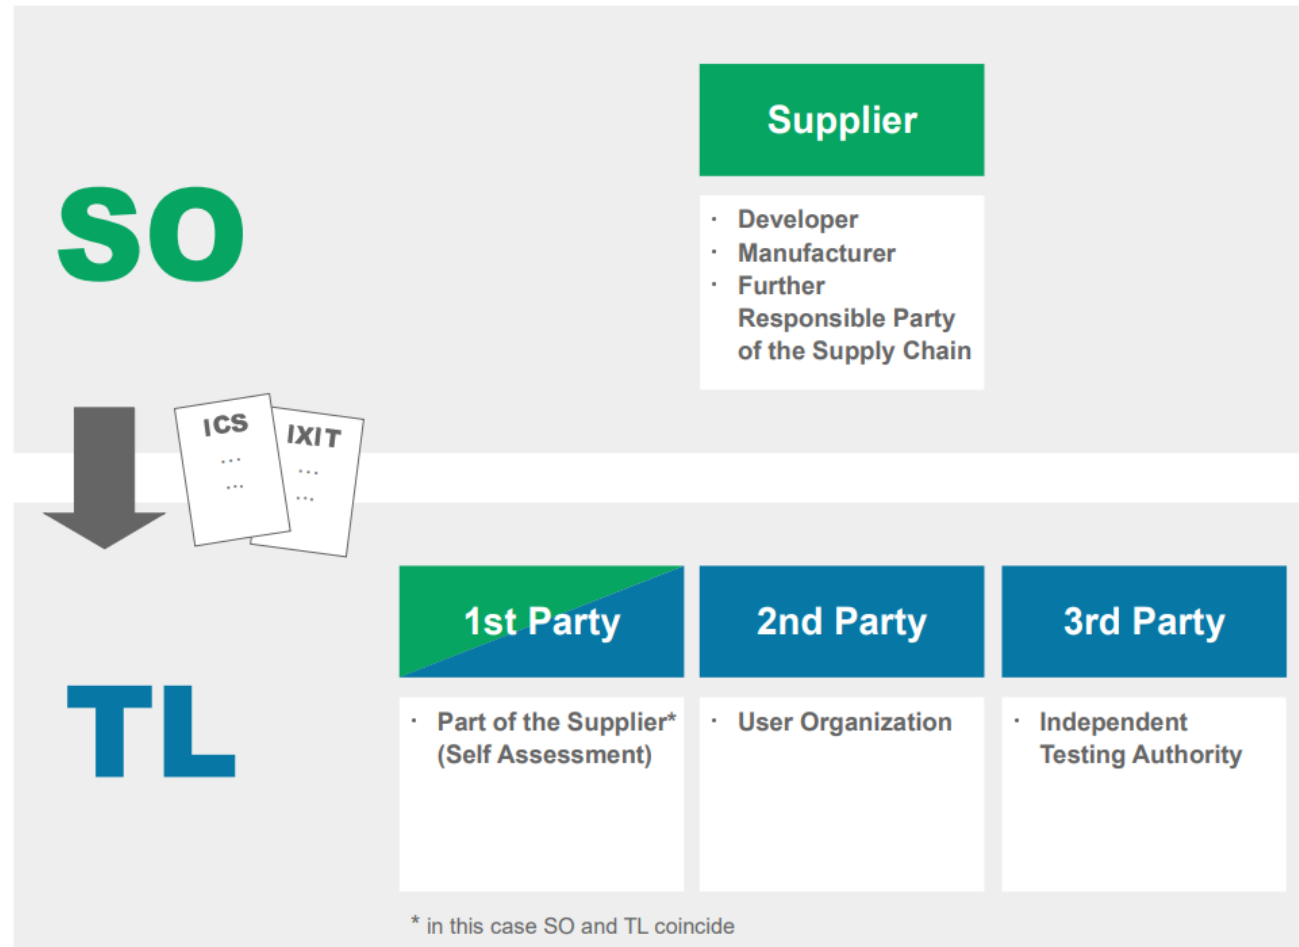 Supplier
SO
· Developer
· Manufacturer
· Further
Responsible Party
of the Supply Chain
ICS
...
...
IXIT
...
...
TL
1st Party
· Part of the Supplier*
(Self Assessment)
2nd Party
· User Organization
3rd Party
· Independent
Testing Authority
* in this case SO and TL coincide